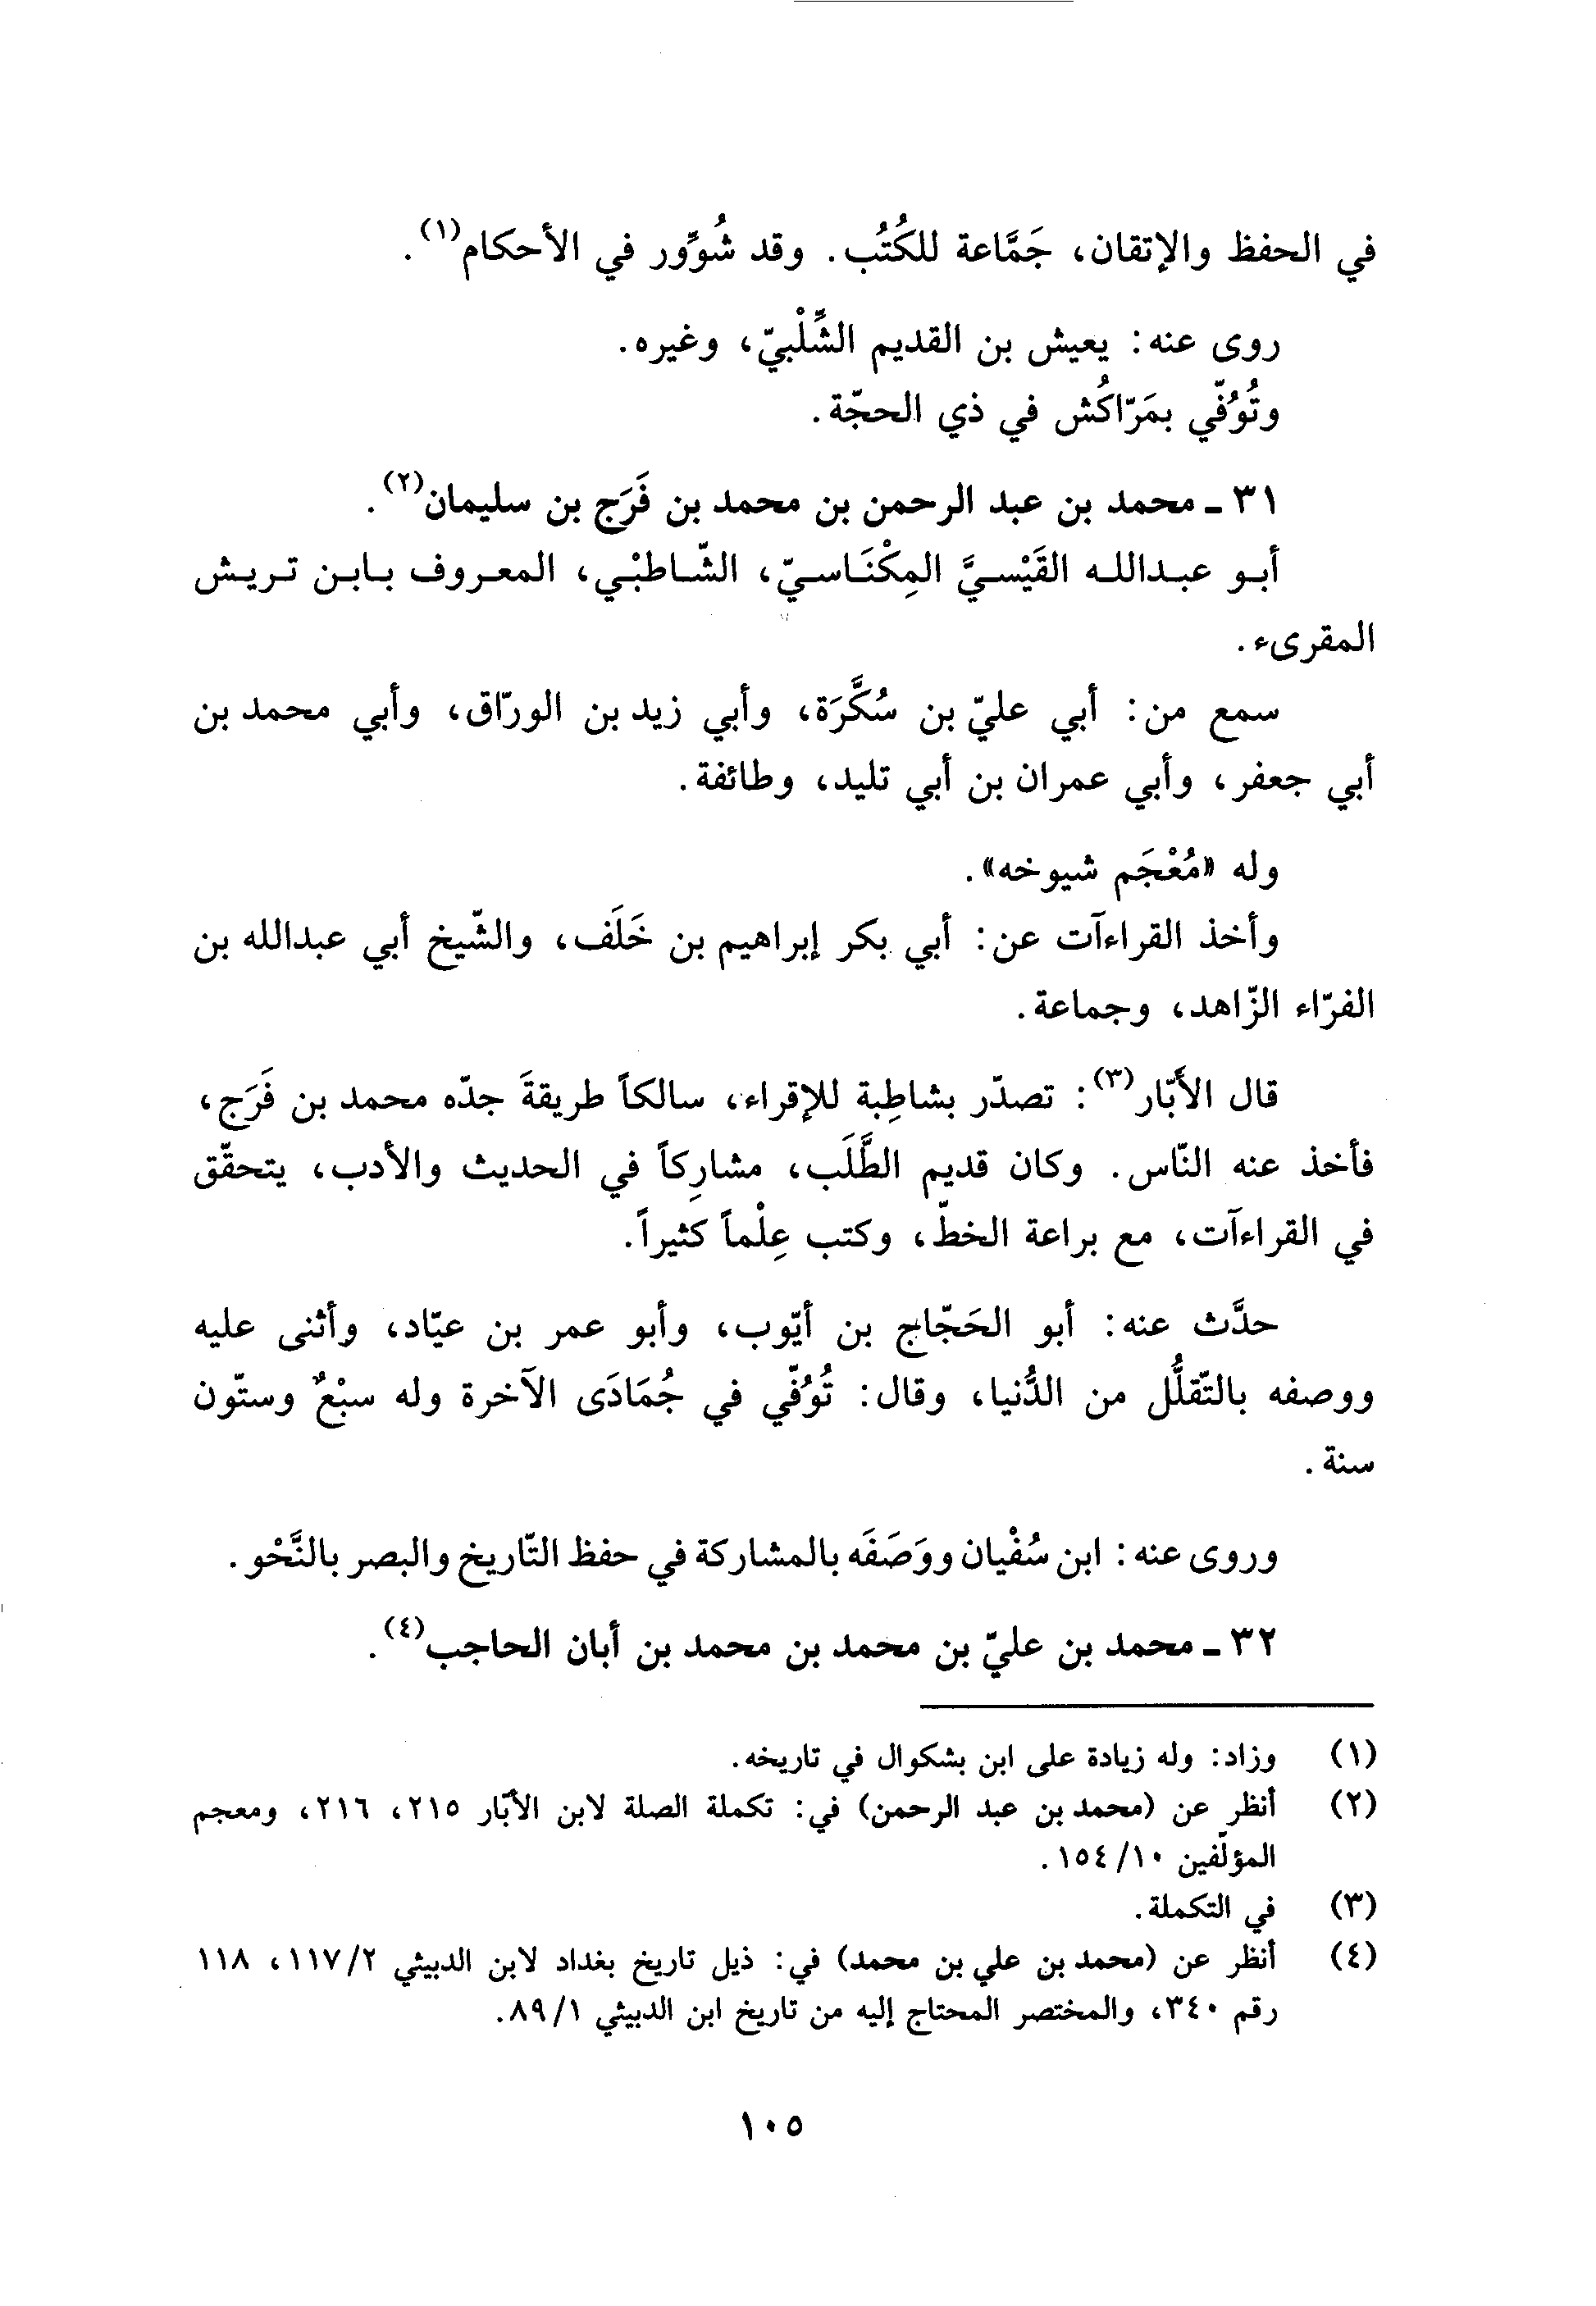 في الحفظ والإتقان، جَمَّاعة للكُتُب. وقد شُوِّور في الأحكام(١).
روى عنه: يعيش بن القديم الشِّلْبيّ، وغيره.
وتُوُفّي بمَرّاكُش في ذي الحجّة.
٣١ ـ محمد بن عبد الرحمن بن محمد بن فَرَج بن سليمان(٢).
أبو عبدالله القَيْسيَّ المِكْنَاسيّ، الشّاطبْي، المعروف بابن تريش
المقرىء.
سمع من: أبي عليّ بن سُكَّرَة، وأبي زيد بن الورّاق، وأبي محمد بن
أبي جعفر، وأبي عمران بن أبي تليد، وطائفة.
وله «مُعْجَم شيوخه».
وأخذ القراءآت عن: أبي بكر إبراهيم بن خَلَف، والشّيخ أبي عبدالله بن
الفرّاء الزّاهد، وجماعة.
قال الأَبّار(٣): تصدّر بشاطِبة للإقراء، سالكاً طريقةَ جدّه محمد بن فَرَج،
فأخذ عنه النّاس. وكان قديم الطَّلَب، مشارِكاً في الحديث والأدب، يتحقّق
في القراءآت، مع براعة الخطّ، وكتب عِلْماً كثيراً.
حدَّث عنه: أبو الحَجّاج بن أيّوب، وأبو عمر بن عيّاد، وأثنى عليه
ووصفه بالتّقلُّل من الدُّنيا، وقال: تُوُفّي في جُمَادَى الآخرة وله سبْعٌ وستّون
سنة.
وروى عنه: ابن سُفْيان ووَصَفَه بالمشاركة في حفظ التّاريخ والبصر بالنَّحْو.
٣٢ ـ محمد بن عليّ بن محمد بن محمد بن أبان الحاجب(٤).
(١) وزاد: وله زيادة على ابن بشكوال في تاريخه.
(٢) أنظر عن (محمد بن عبد الرحمن) في: تكملة الصلة لابن الأبّار ٢١٥، ٢١٦، ومعجم
المؤلّفين ١٥٤/١٠.
(٣) في التكملة.
(٤) أنظر عن (محمد بن علي بن محمد) في: ذيل تاريخ بغداد لابن الدبيثي ١١٧/٢، ١١٨
رقم ٣٤٠، والمختصر المحتاج إليه من تاريخ ابن الدبيثي ٨٩/١.
١٠٥